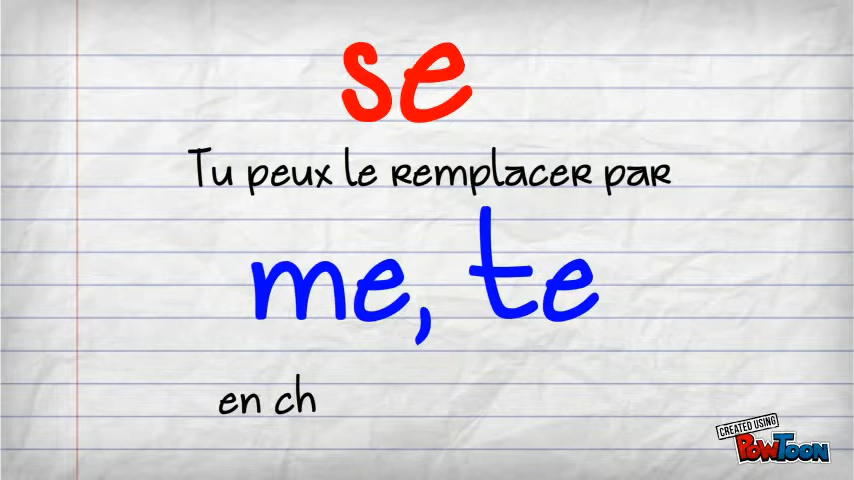 se
Tu peux le remplacer par
me, te
en ch
CREATED USING
POWTOON